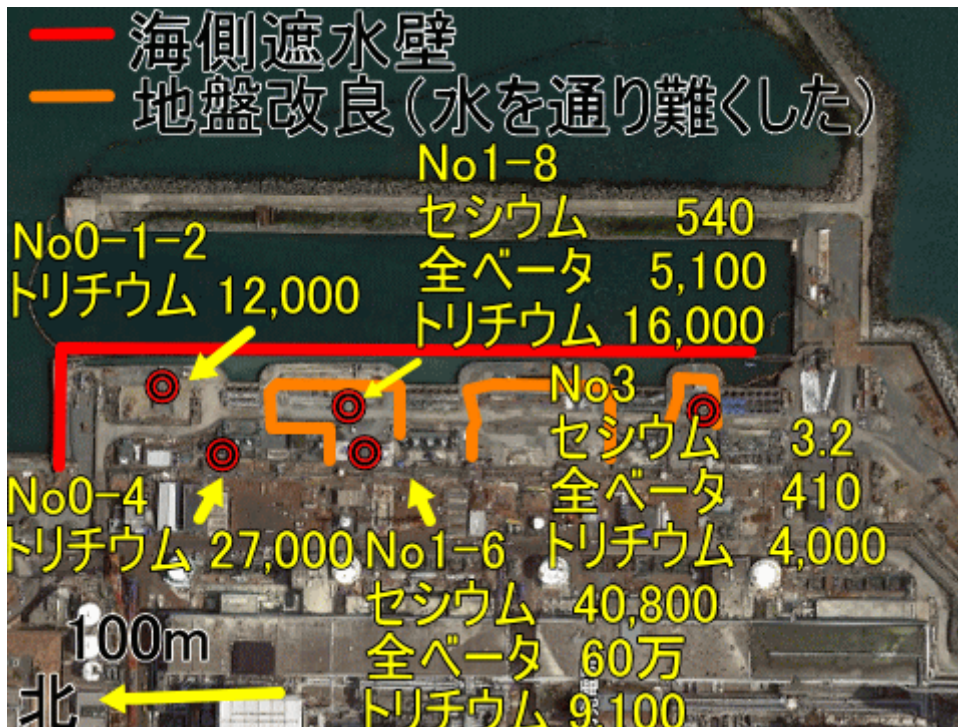 海側遮水壁
地盤改良(水を通り難くした)
No1-8
セシウム 540
全ベータ 5,100
トリチウム 16,000
No0-1-2
トリチウム 12,000
No3
セシウム 3.2
全ベータ 410
トリチウム 4,000
No0-4
トリチウム 27,000
No1-6
セシウム 40,800
全ベータ 60万
トリチウム 9,100
100m
北